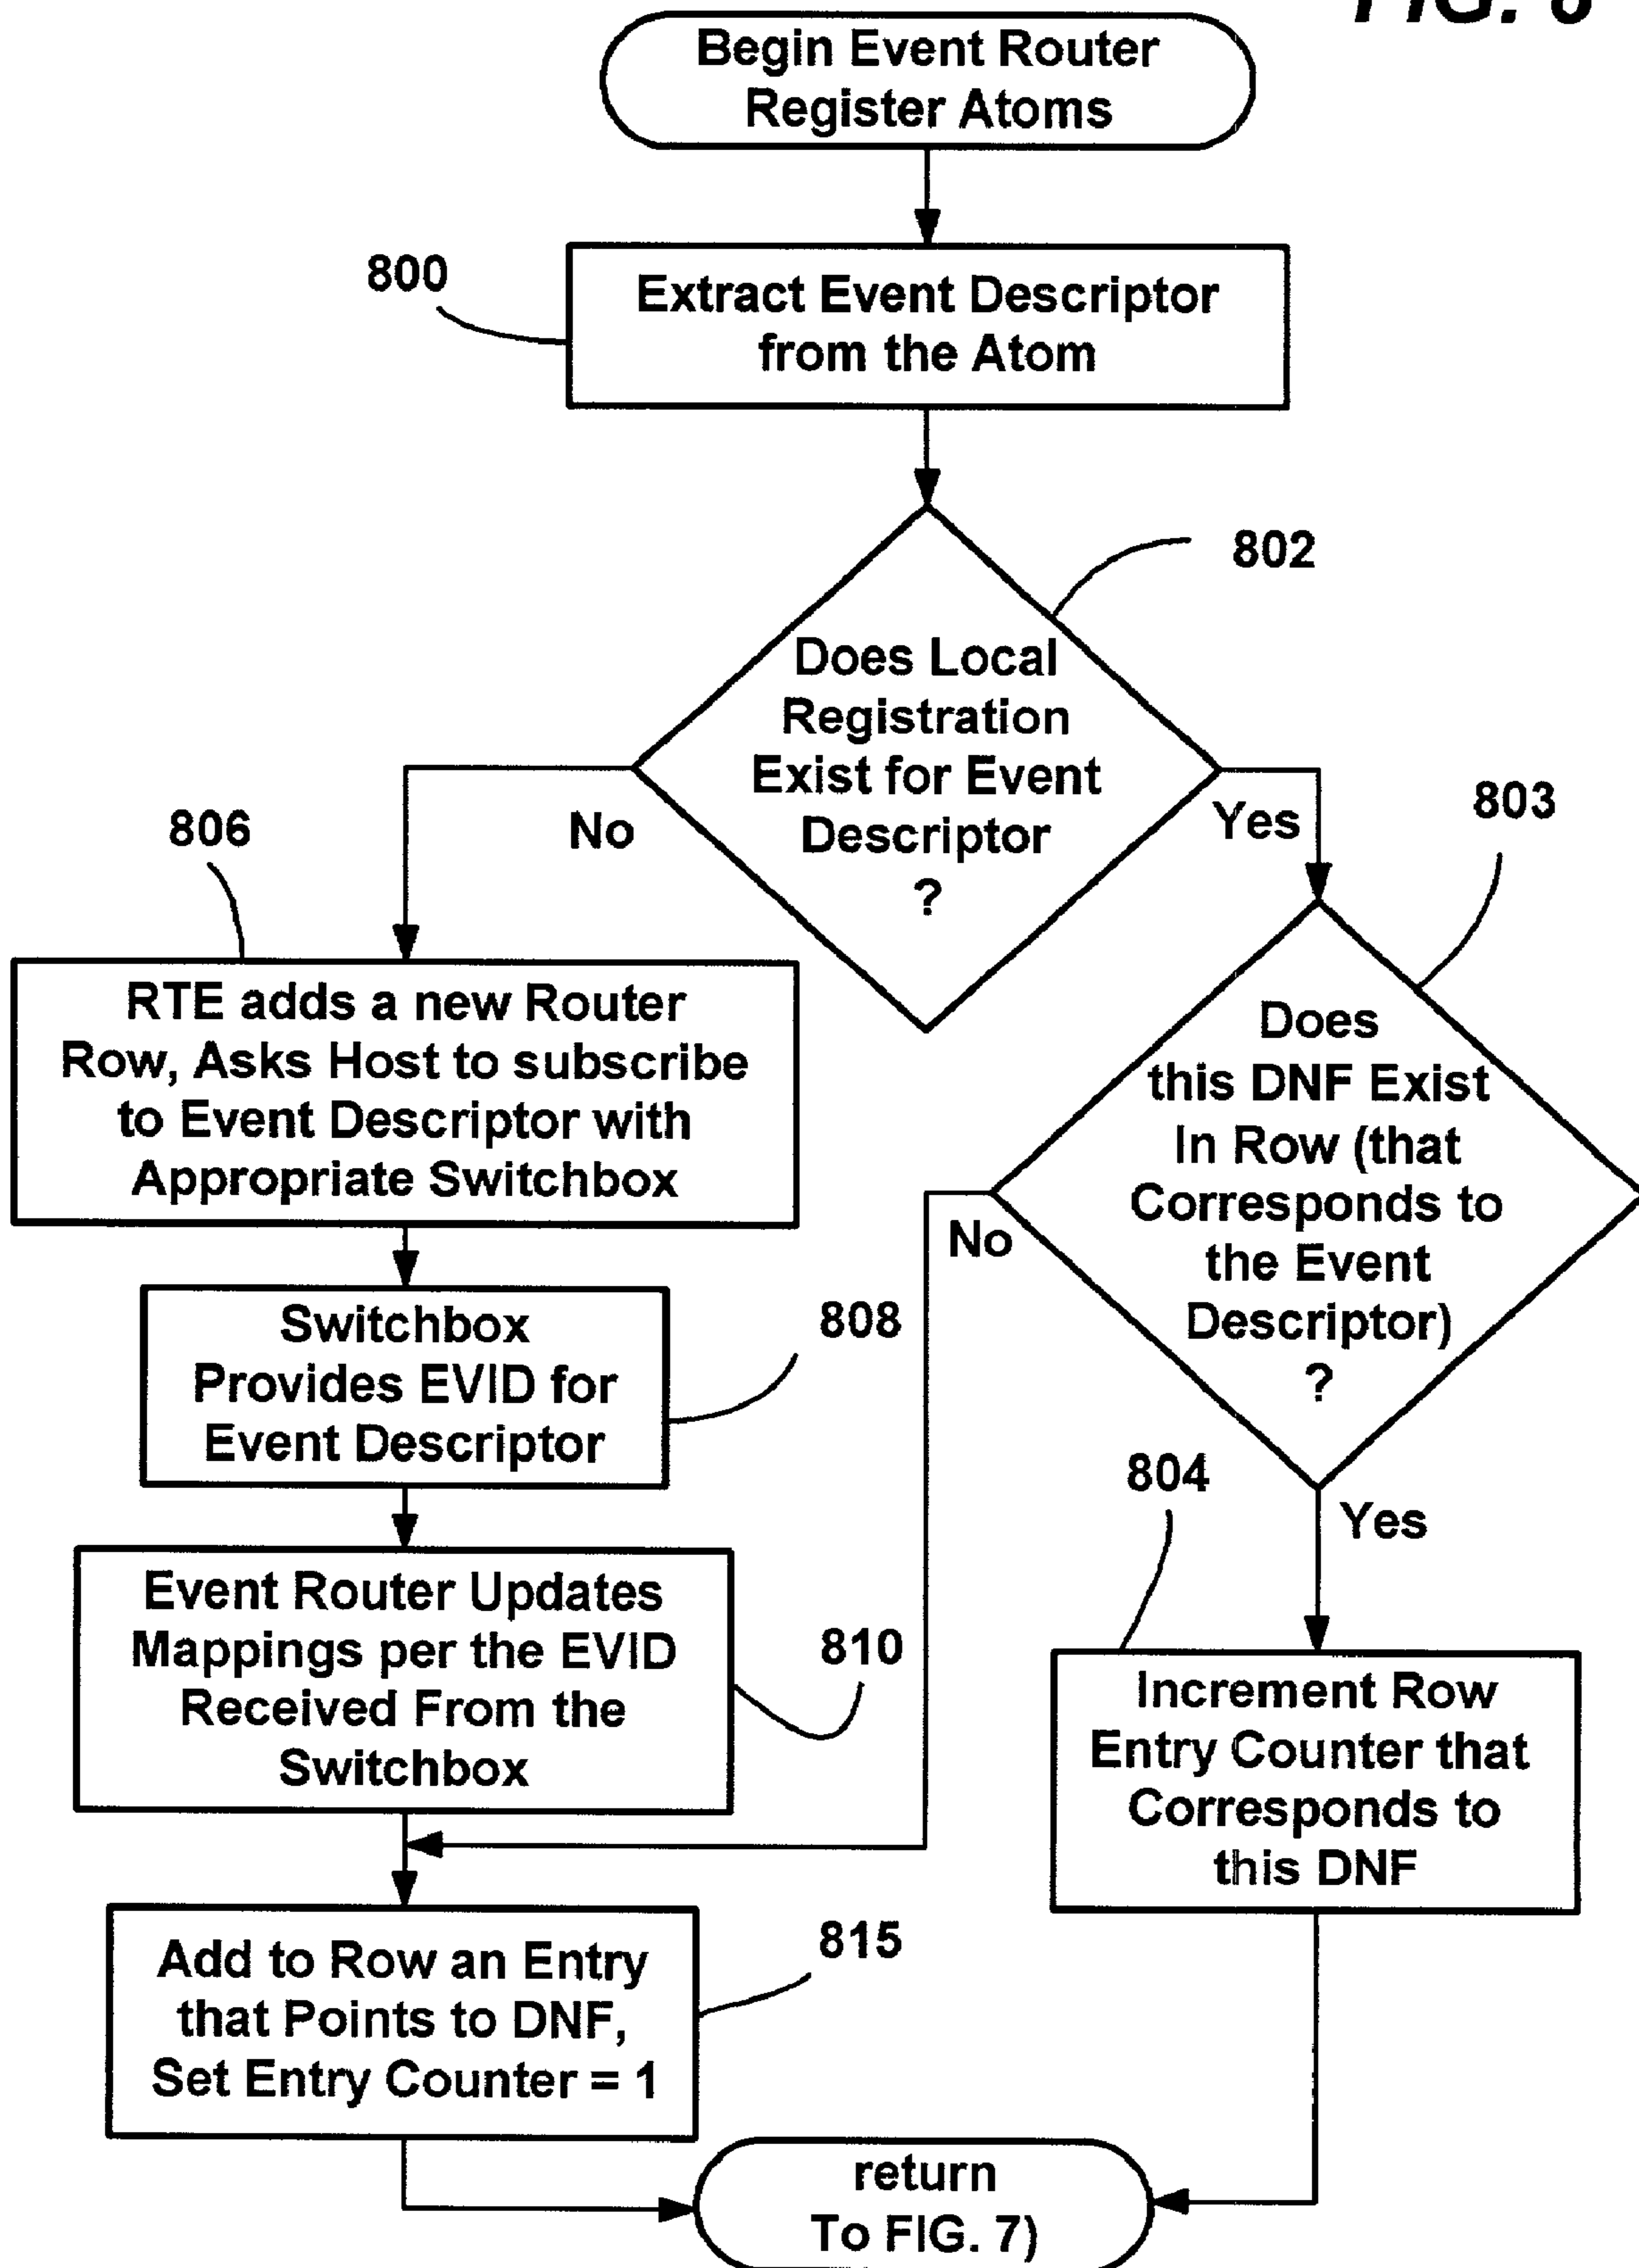 FIG. 8
Begin Event Router
Register Atoms
800
Extract Event Descriptor
from the Atom
802
Does Local
Registration
Exist for Event
Descriptor
?
No
Yes
803
806
RTE adds a new Router
Row, Asks Host to subscribe
to Event Descriptor with
Appropriate Switchbox
Does
this DNF Exist
In Row (that
Corresponds to
the Event
Descriptor)
?
No
Yes
Switchbox
Provides EVID for
Event Descriptor
808
804
Event Router Updates
Mappings per the EVID
Received From the
Switchbox
810
Increment Row
Entry Counter that
Corresponds to
this DNF
Add to Row an Entry
that Points to DNF,
Set Entry Counter = 1
815
return
To FIG. 7)